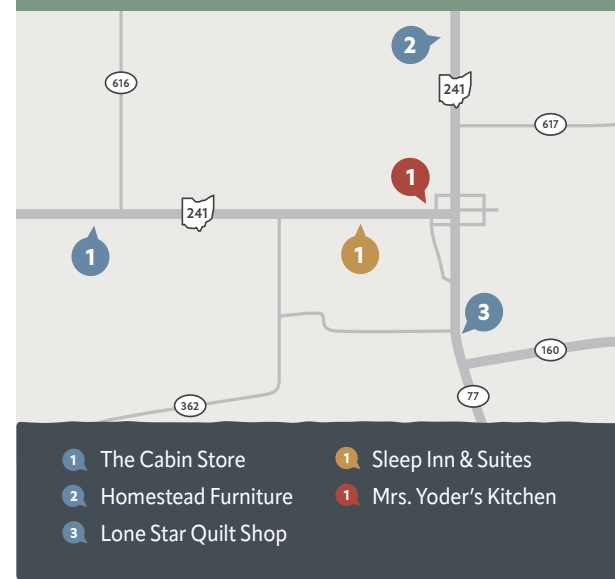 2
616
241
617
1
241
1
1
3
160
77
362
1 The Cabin Store
2 Homestead Furniture
3 Lone Star Quilt Shop
1 Sleep Inn & Suites
1 Mrs. Yoder's Kitchen